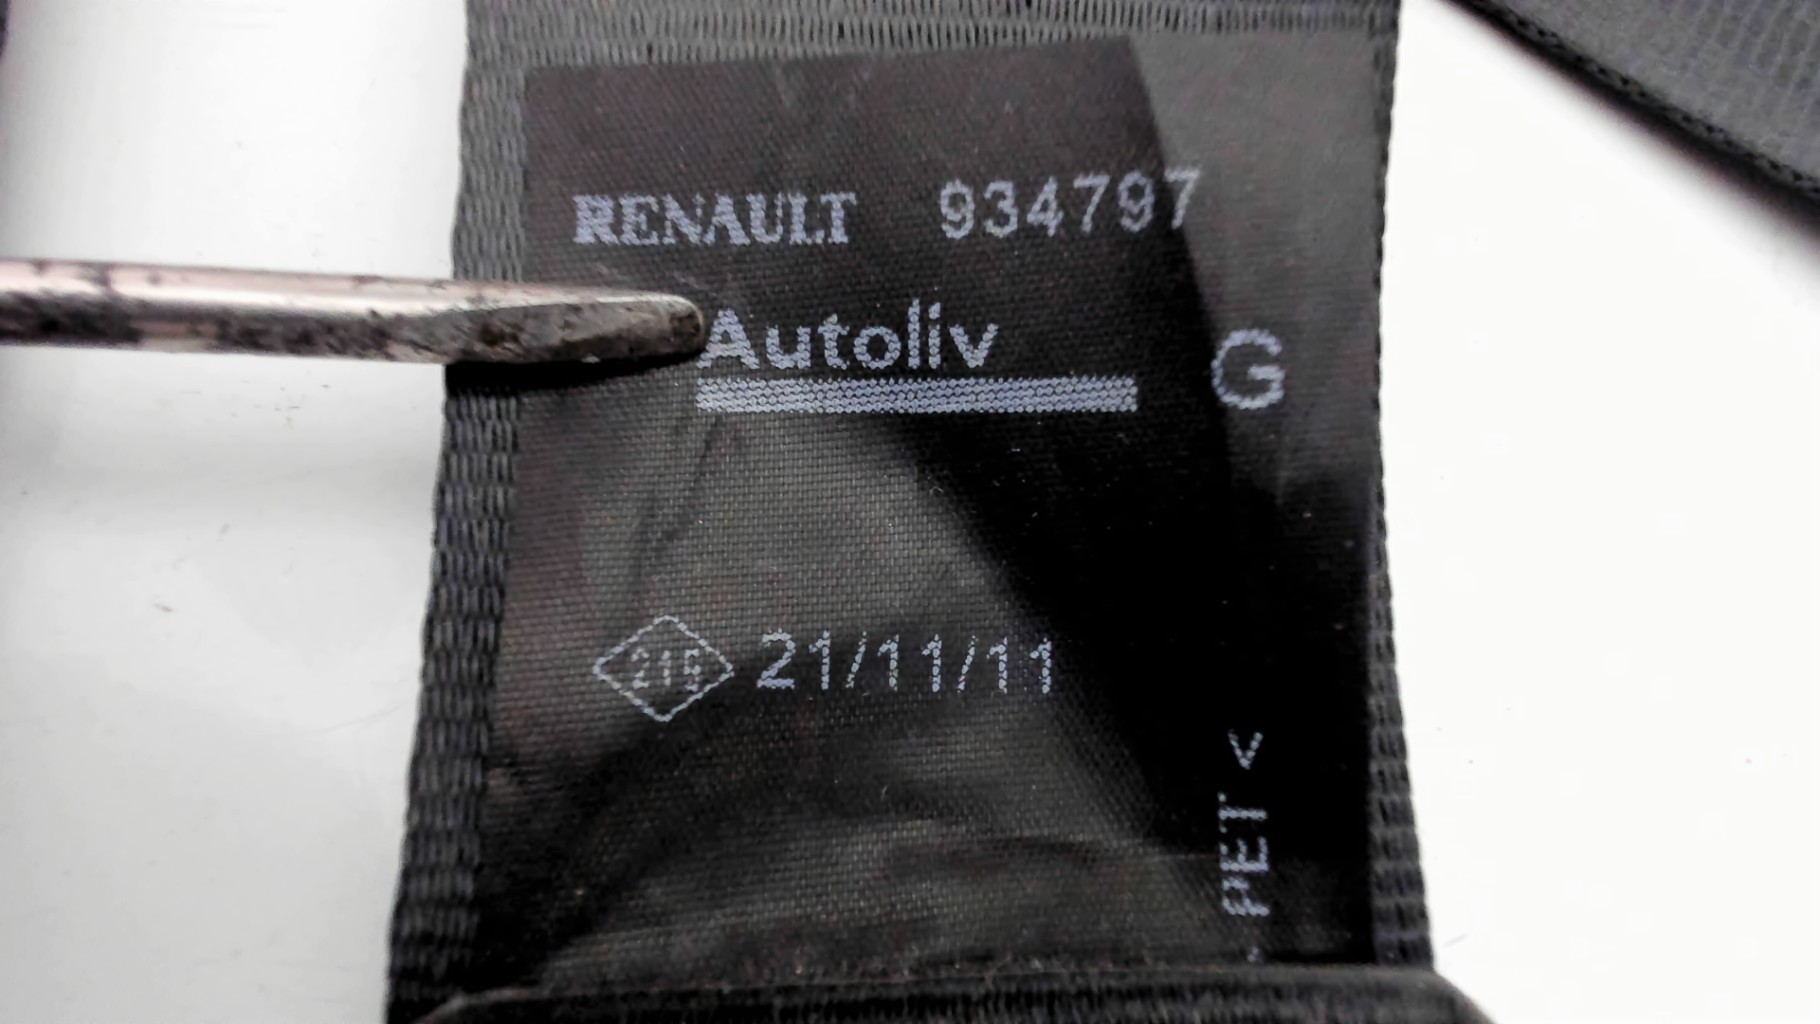 RENAULT 934797
Autoliv
G
215 21/11/11
PET <